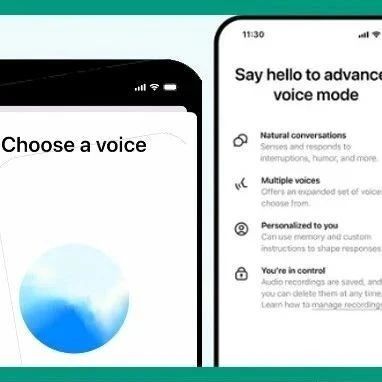 Choose a voice
11:30
Say hello to advance
voice mode
Natural conversations
Senses and responds to
interruptions, humor, and more.
Multiple voices
Offers an expanded set of voices
choose from.
Personalized to you
Can use memory and custom
instructions to shape responses
You're in control
Audio recordings are saved, and
you can delete them at any time.
Learn how to manage recordings